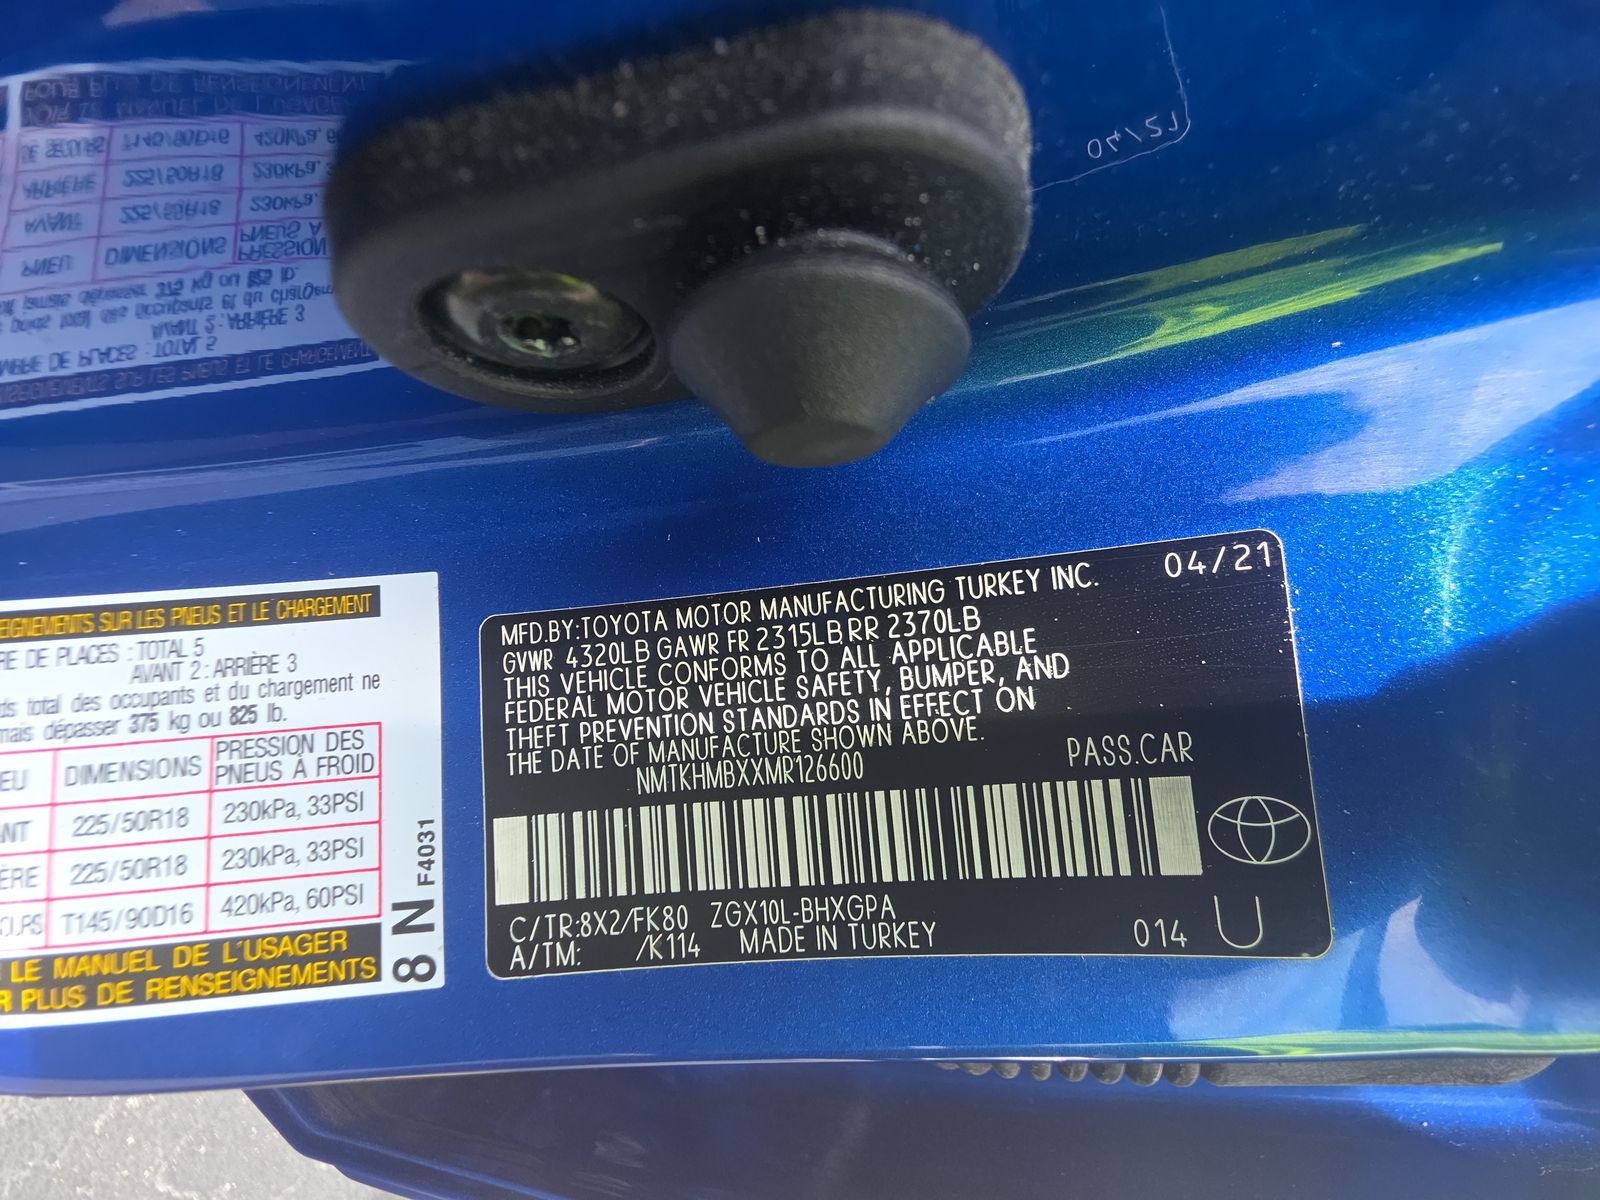 EIGNEMENTS SUR LES PNEUS ET LE CHARGEMENT
RE DE PLACES : TOTAL 5
AVANT 2 : ARRIÈRE 3
ds total des occupants et du chargement ne
mais dépasser 375 kg ou 825 lb.
EU DIMENSIONS PRESSION DES PNEUS À FROID
NT 225/50R18 230kPa, 33PSI
ÈRE 225/50R18 230kPa, 33PSI
T145/90D16 420kPa, 60PSI
LE MANUEL DE L'USAGER
R PLUS DE RENSEIGNEMENTS
8 N F4031
04/21
MFD.BY:TOYOTA MOTOR MANUFACTURING TURKEY INC.
GVWR 4320LB GAWR FR 2315LB RR 2370LB
THIS VEHICLE CONFORMS TO ALL APPLICABLE
FEDERAL MOTOR VEHICLE SAFETY, BUMPER, AND
THEFT PREVENTION STANDARDS IN EFFECT ON
THE DATE OF MANUFACTURE SHOWN ABOVE.
NMTKHMBXXMR126600 PASS.CAR
C/TR:8X2/FK80 ZGX10L-BHXGPA
A/TM: /K114 MADE IN TURKEY 014 U